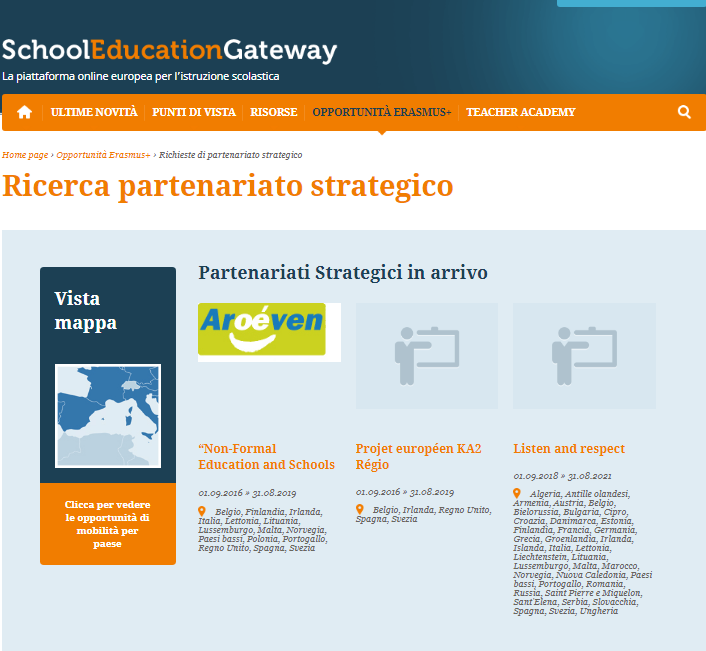 SchoolEducationGateway
La piattaforma online europea per l'istruzione scolastica
ULTIME NOVITÀ PUNTI DI VISTA RISORSE OPPORTUNITÀ ERASMUS+ TEACHER ACADEMY
Home page › Opportunità Erasmus+ › Richieste di partenariato strategico
Ricerca partenariato strategico
Vista
mappa
Clicca per vedere
le opportunità di
mobilità per
paese
Partenariati Strategici in arrivo
Aroéven
“Non-Formal
Education and Schools
01.09.2016 » 31.08.2019
Belgio, Finlandia, Irlanda,
Italia, Lettonia, Lituania,
Lussemburgo, Malta, Norvegia,
Paesi bassi, Polonia, Portogallo,
Regno Unito, Spagna, Svezia
Projet européen KA2
Régio
01.09.2016 » 31.08.2019
Belgio, Irlanda, Regno Unito,
Spagna, Svezia
Listen and respect
01.09.2018 » 31.08.2021
Algeria, Antille olandesi,
Armenia, Austria, Belgio,
Bielorussia, Bulgaria, Cipro,
Croazia, Danimarca, Estonia,
Finlandia, Francia, Germania,
Grecia, Groenlandia, Irlanda,
Islanda, Italia, Lettonia,
Liechtenstein, Lituania,
Lussemburgo, Malta, Marocco,
Norvegia, Nuova Caledonia, Paesi
bassi, Portogallo, Romania,
Russia, Saint Pierre e Miquelon,
Sant'Elena, Serbia, Slovacchia,
Spagna, Svezia, Ungheria